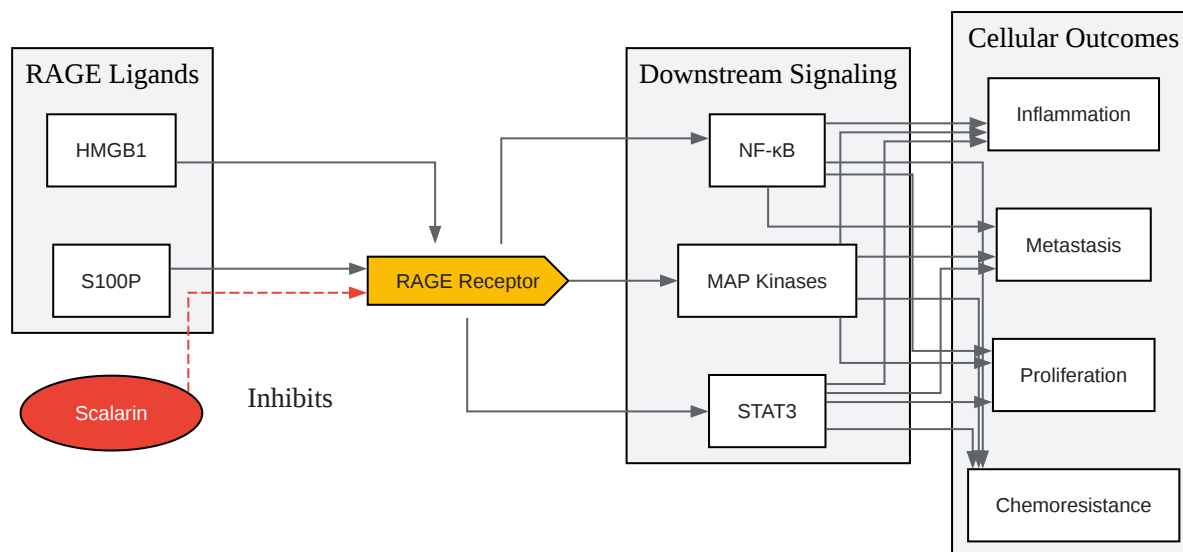 RAGE Ligands
HMGB1
S100P
Scalarin
Inhibits
RAGE Receptor
Downstream Signaling
NF-κB
MAP Kinases
STAT3
Cellular Outcomes
Inflammation
Metastasis
Proliferation
Chemoresistance